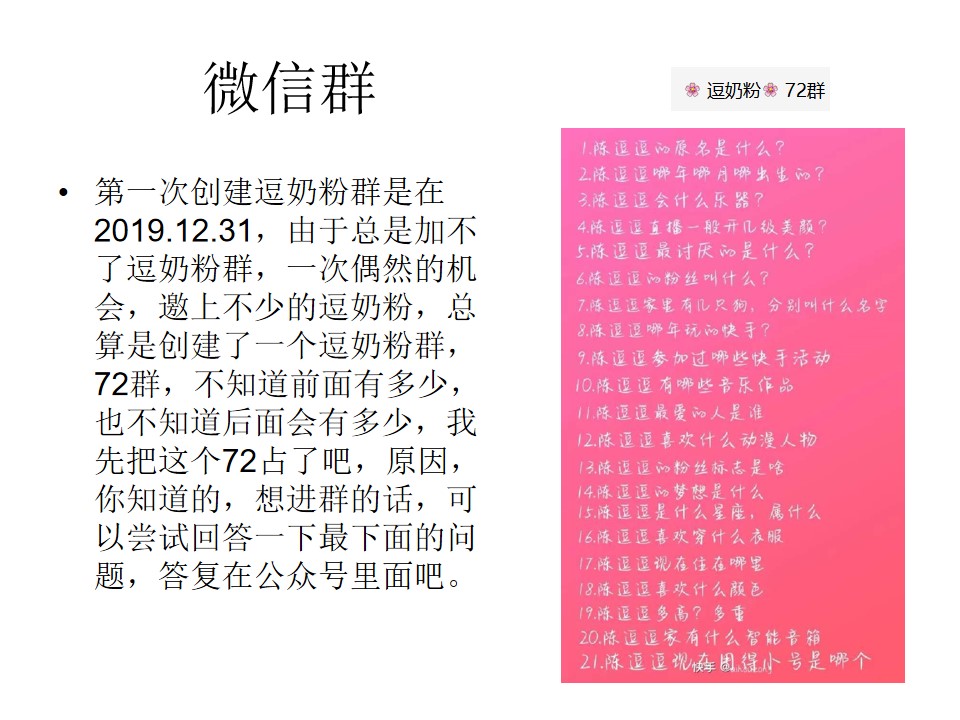 微信群
• 第一次创建逗奶粉群是在
2019.12.31，由于总是加不
了逗奶粉群，一次偶然的机
会，邀上不少的逗奶粉，总
算是创建了一个逗奶粉群，
72群，不知道前面有多少，
也不知道后面会有多少，我
先把这个72占了吧，原因，
你知道的，想进群的话，可
以尝试回答一下最下面的问
题，答复在公众号里面吧。
🌸 逗奶粉🌸 72群
1.陈逗逗的原名是什么？
2.陈逗逗哪年哪月哪出生的？
3.陈逗逗会什么乐器？
4.陈逗逗直播一般开几级美颜？
5.陈逗逗最讨厌的是什么？
6.陈逗逗的粉丝叫什么？
7.陈逗逗家里有几只狗，分别叫什么名字
8.陈逗逗哪年玩的快手？
9.陈逗逗参加过哪些快手活动
10.陈逗逗有哪些音乐作品
11.陈逗逗最爱的人是谁
12.陈逗逗喜欢什么动漫人物
13.陈逗逗的粉丝标志是啥
14.陈逗逗的梦想是什么
15.陈逗逗是什么星座，属什么
16.陈逗逗喜欢穿什么衣服
17.陈逗逗现在住在哪里
18.陈逗逗喜欢什么颜色
19.陈逗逗多高？多重
20.陈逗逗家有什么智能音箱
21.陈逗逗现在用得小号是哪个
快手